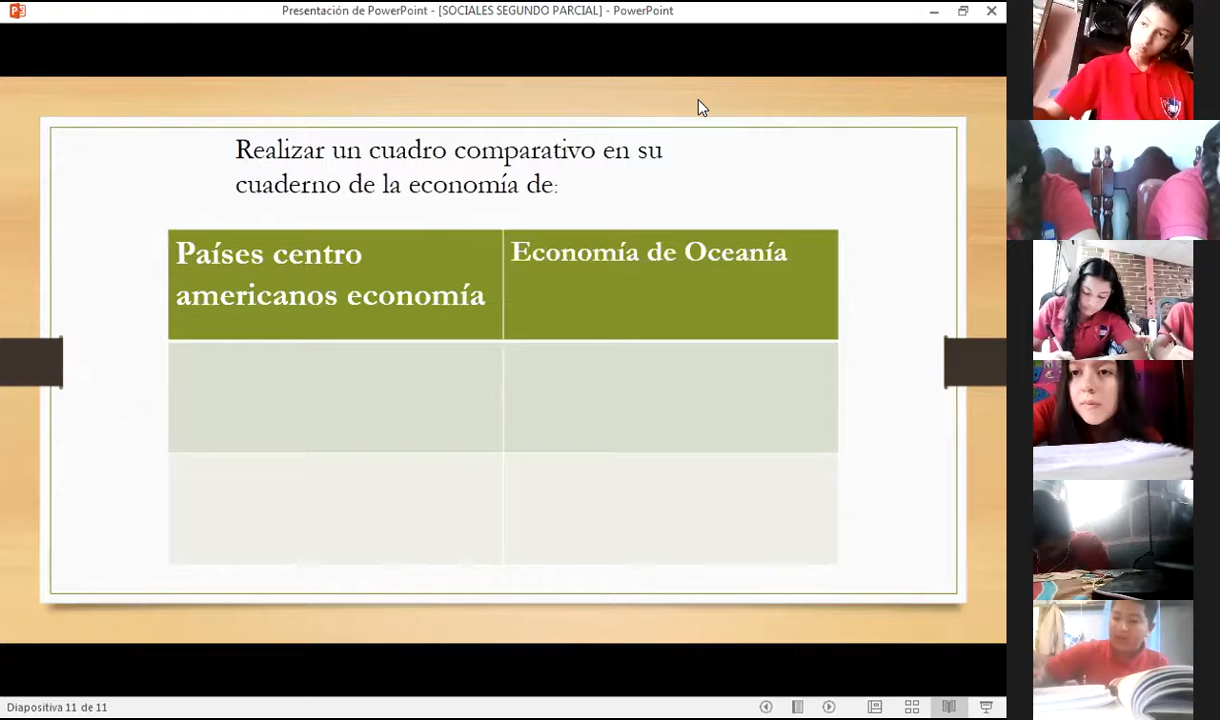 Presentación de PowerPoint - [SOCIALES SEGUNDO PARCIAL] - PowerPoint
Realizar un cuadro comparativo en su
cuaderno de la economía de:
Países centro
americanos economía
Economía de Oceanía
Diapositiva 11 de 11